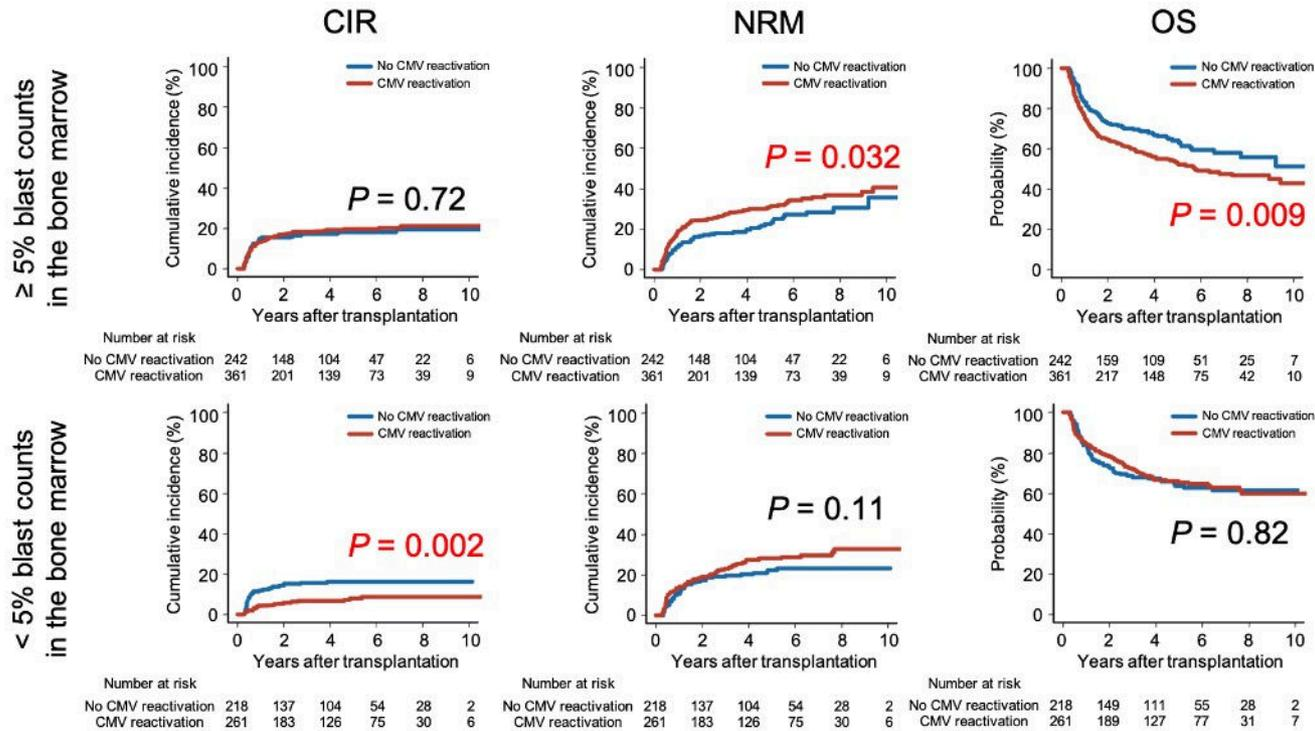 CIR
NRM
OS
≥ 5% blast counts
in the bone marrow
Cumulative incidence (%)
100
80
60
40
20
0
No CMV reactivation
CMV reactivation
P = 0.72
0 2 4 6 8 10
Years after transplantation
Number at risk
No CMV reactivation 242 148 104 47 22 6
CMV reactivation 361 201 139 73 39 9
Cumulative incidence (%)
100
80
60
40
20
0
No CMV reactivation
CMV reactivation
P = 0.032
0 2 4 6 8 10
Years after transplantation
Number at risk
No CMV reactivation 242 148 104 47 22 6
CMV reactivation 361 201 139 73 39 9
Probability (%)
100
80
60
40
20
0
No CMV reactivation
CMV reactivation
P = 0.009
0 2 4 6 8 10
Years after transplantation
Number at risk
No CMV reactivation 242 159 109 51 25 7
CMV reactivation 361 217 148 75 42 10
< 5% blast counts
in the bone marrow
Cumulative incidence (%)
100
80
60
40
20
0
No CMV reactivation
CMV reactivation
P = 0.002
0 2 4 6 8 10
Years after transplantation
Number at risk
No CMV reactivation 218 137 104 54 28 2
CMV reactivation 261 183 126 75 30 6
Cumulative incidence (%)
100
80
60
40
20
0
No CMV reactivation
CMV reactivation
P = 0.11
0 2 4 6 8 10
Years after transplantation
Number at risk
No CMV reactivation 218 137 104 54 28 2
CMV reactivation 261 183 126 75 30 6
Probability (%)
100
80
60
40
20
0
No CMV reactivation
CMV reactivation
P = 0.82
0 2 4 6 8 10
Years after transplantation
Number at risk
No CMV reactivation 218 149 111 55 28 2
CMV reactivation 261 189 127 77 31 7